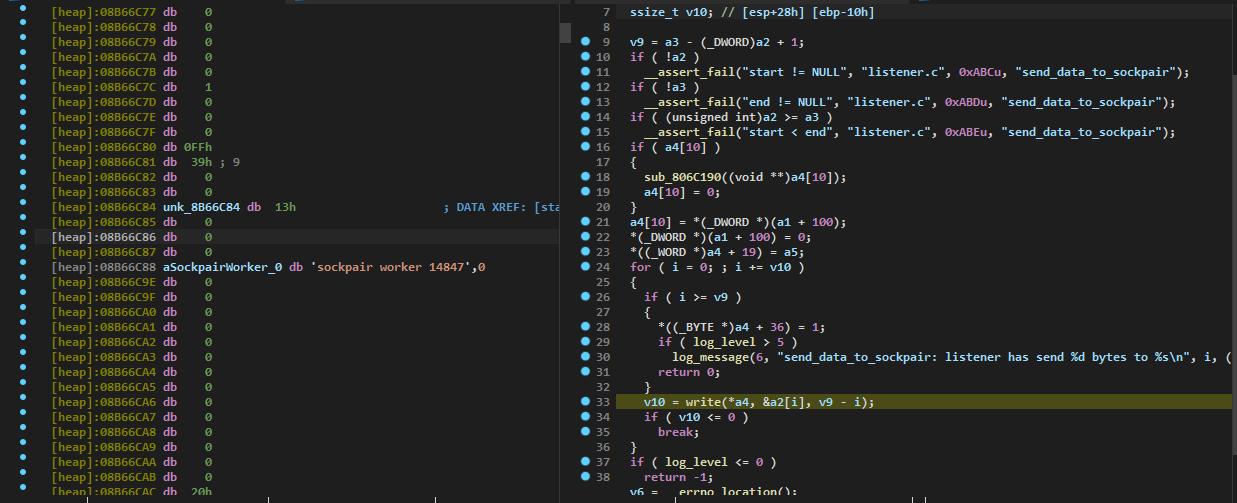 [heap]:08B66C77 db 0
[heap]:08B66C78 db 0
[heap]:08B66C79 db 0
[heap]:08B66C7A db 0
[heap]:08B66C7B db 0
[heap]:08B66C7C db 1
[heap]:08B66C7D db 0
[heap]:08B66C7E db 0
[heap]:08B66C7F db 0
[heap]:08B66C80 db 0FFh
[heap]:08B66C81 db 39h ; 9
[heap]:08B66C82 db 0
[heap]:08B66C83 db 0
[heap]:08B66C84 unk_8B66C84 db 13h ; DATA XREF: [sta
[heap]:08B66C85 db 0
[heap]:08B66C86 db 0
[heap]:08B66C87 db 0
[heap]:08B66C88 aSockpairWorker_0 db 'sockpair worker 14847',0
[heap]:08B66C9E db 0
[heap]:08B66C9F db 0
[heap]:08B66CA0 db 0
[heap]:08B66CA1 db 0
[heap]:08B66CA2 db 0
[heap]:08B66CA3 db 0
[heap]:08B66CA4 db 0
[heap]:08B66CA5 db 0
[heap]:08B66CA6 db 0
[heap]:08B66CA7 db 0
[heap]:08B66CA8 db 0
[heap]:08B66CA9 db 0
[heap]:08B66CAA db 0
[heap]:08B66CAB db 0
[heap]:08B66CAC db 20h
7 ssize_t v10; // [esp+28h] [ebp-10h]
8
9 v9 = a3 - (_DWORD)a2 + 1;
10 if ( !a2 )
11 __assert_fail("start != NULL", "listener.c", 0xABCu, "send_data_to_sockpair");
12 if ( !a3 )
13 __assert_fail("end != NULL", "listener.c", 0xABDu, "send_data_to_sockpair");
14 if ( (unsigned int)a2 >= a3 )
15 __assert_fail("start < end", "listener.c", 0xABEu, "send_data_to_sockpair");
16 if ( a4[10] )
17 {
18 sub_806C190((void **)a4[10]);
19 a4[10] = 0;
20 }
21 a4[10] = *(_DWORD *)(a1 + 100);
22 *(_DWORD *)(a1 + 100) = 0;
23 *((_WORD *)a4 + 19) = a5;
24 for ( i = 0; ; i += v10 )
25 {
26 if ( i >= v9 )
27 {
28 *((_BYTE *)a4 + 36) = 1;
29 if ( log_level > 5 )
30 log_message(6, "send_data_to_sockpair: listener has send %d bytes to %s\n", i, (
31 return 0;
32 }
33 v10 = write(*a4, &a2[i], v9 - i);
34 if ( v10 <= 0 )
35 break;
36 }
37 if ( log_level <= 0 )
38 return -1;
v6 = __errno_location();